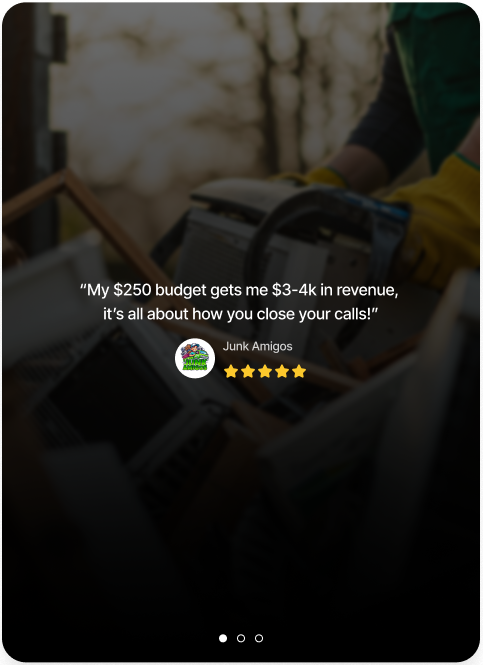 “My $250 budget gets me $3-4k in revenue,
it’s all about how you close your calls!”
Junk Amigos